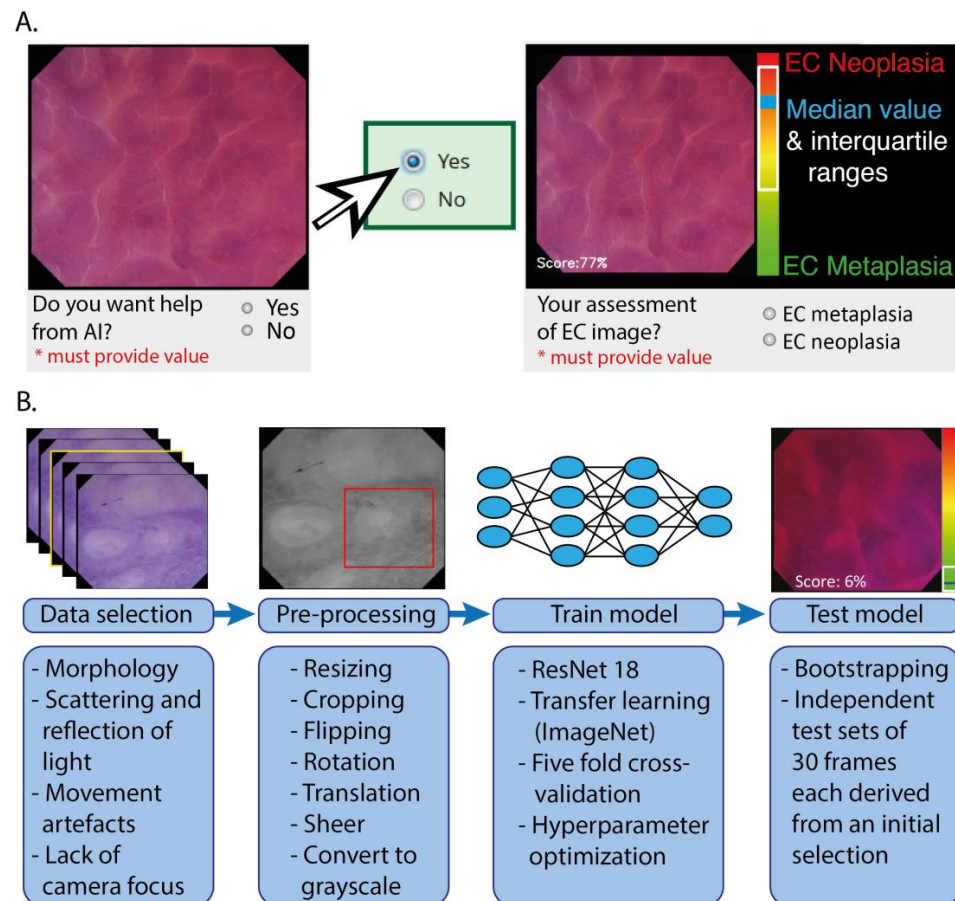 A.
Score:77%
EC Neoplasia
Median value
& interquartile
ranges
EC Metaplasia
Yes
No
Do you want help
from AI?
* must provide value
Yes
No
Your assessment
of EC image?
* must provide value
EC metaplasia
EC neoplasia
B.
Score: 6%
Data selection
Pre-processing
Train model
Test model
- Morphology
- Scattering and
reflection of
light
- Movement
artefacts
- Lack of
camera focus
- Resizing
- Cropping
- Flipping
- Rotation
- Translation
- Sheer
- Convert to
grayscale
- ResNet 18
- Transfer learning
(ImageNet)
- Five fold cross-
validation
- Hyperparameter
optimization
- Bootstrapping
- Independent
test sets of
30 frames
each derived
from an initial
selection